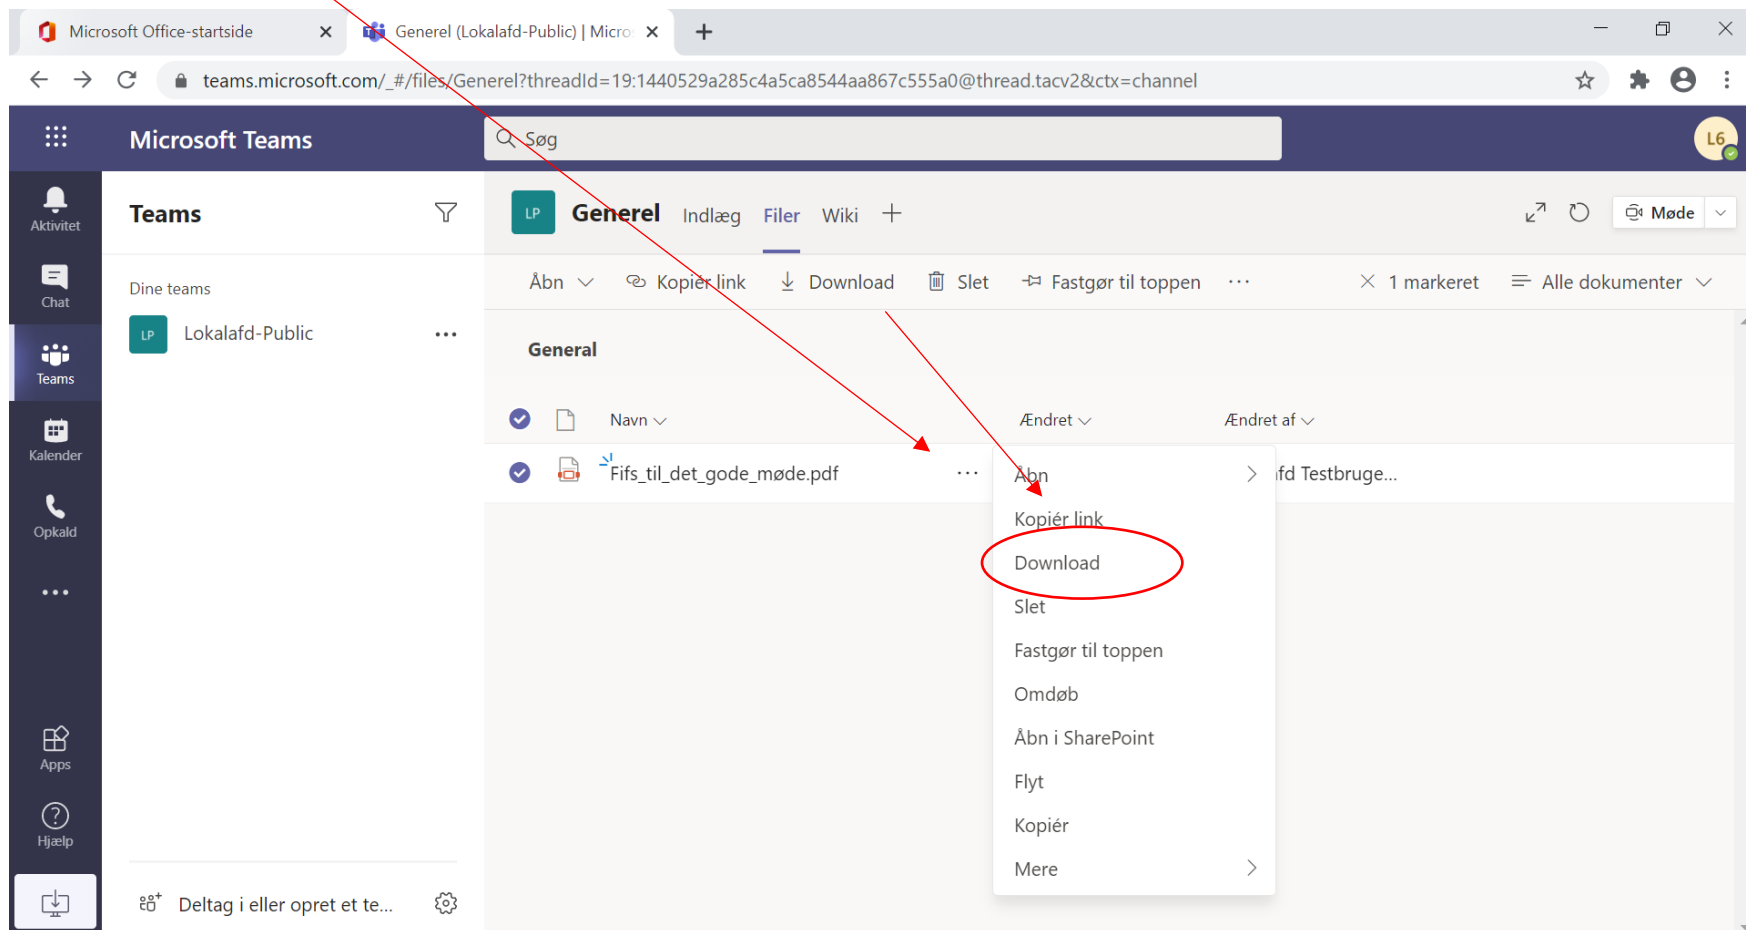 Microsoft Office-startside
Generel (Lokalafd-Public) | Micro
teams.microsoft.com/_#/files/Generel?threadId=19:1440529a285c4a5ca8544aa867c555a0@thread.tacv2&ctx=channel
Microsoft Teams
Søg
L6
Aktivitet
Chat
Teams
Kalender
Opkald
Apps
Hjælp
Teams
Dine teams
LP Lokalafd-Public
Deltag i eller opret et te...
LP Generel Indlæg Filer Wiki
Møde
Åbn Kopiér link Download Slet Fastgør til toppen 1 markeret Alle dokumenter
General
Navn Ændret Ændret af
Fifs_til_det_gode_møde.pdf
fd Testbruge...
Åbn
Kopiér link
Download
Slet
Fastgør til toppen
Omdøb
Åbn i SharePoint
Flyt
Kopiér
Mere